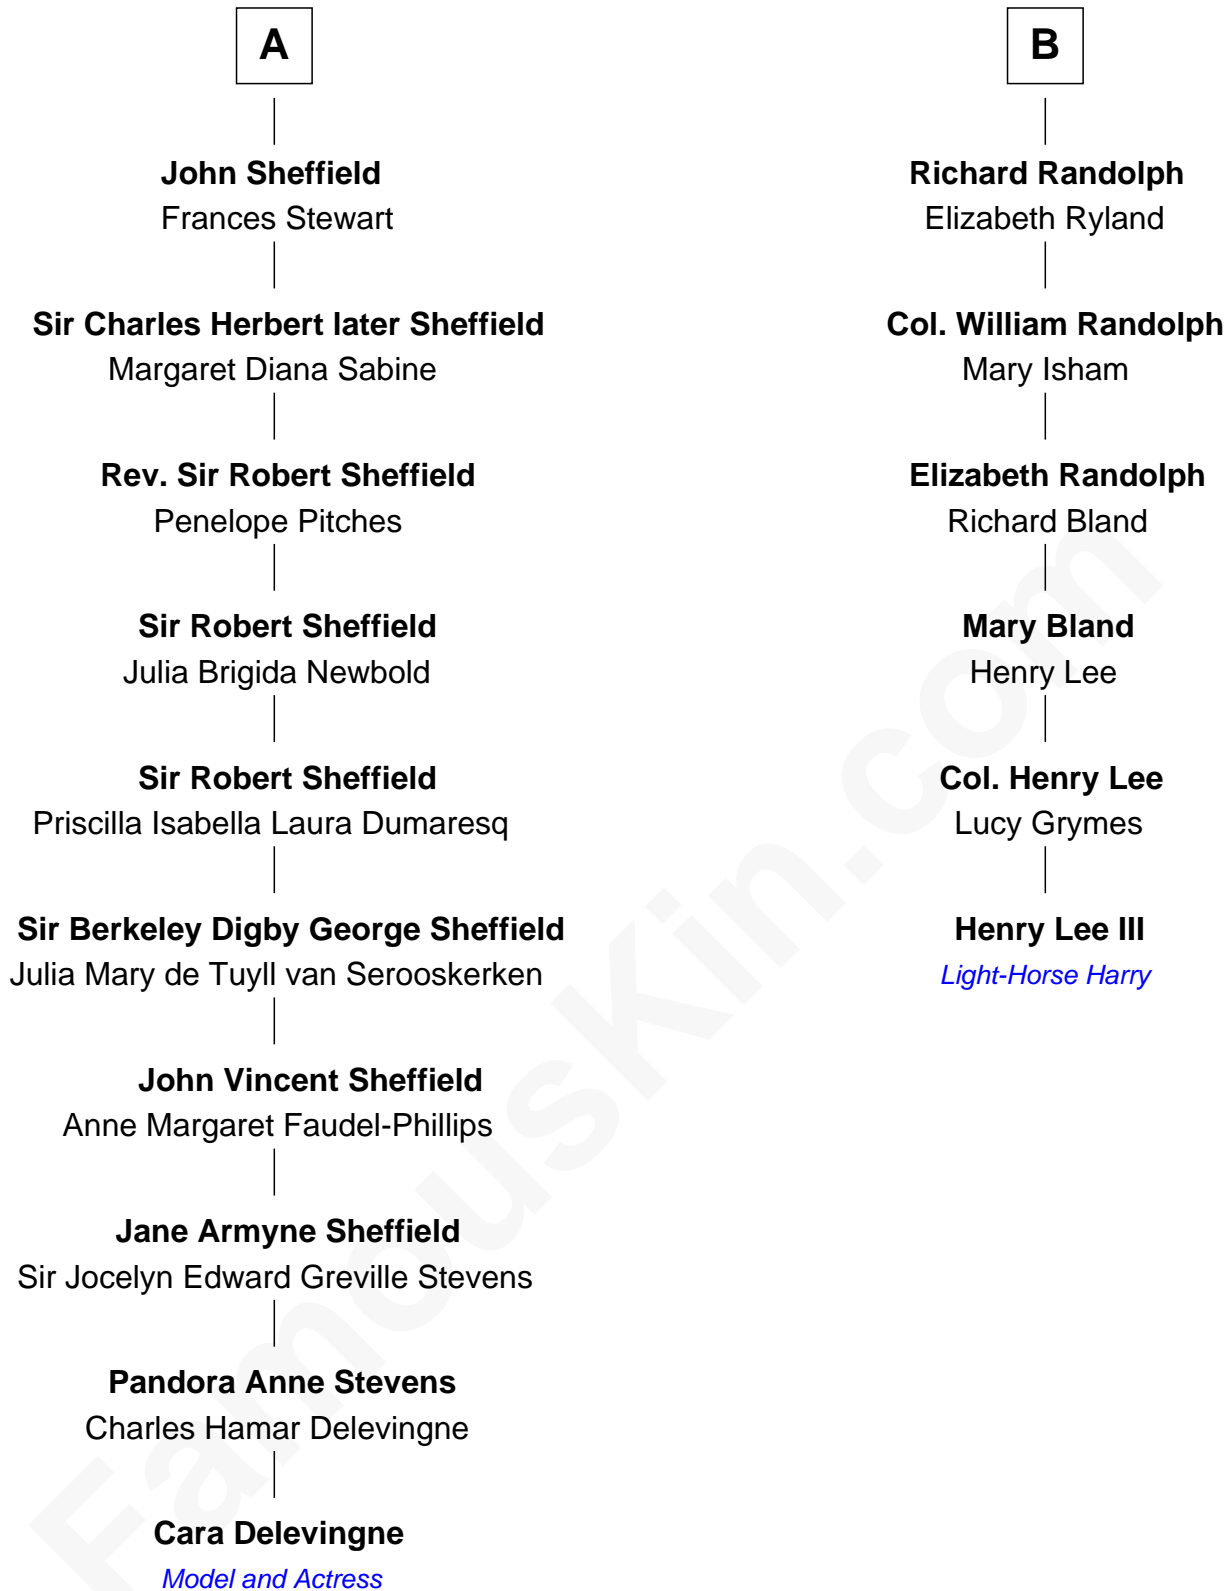 A
John Sheffield
Frances Stewart
Sir Charles Herbert later Sheffield
Margaret Diana Sabine
Rev. Sir Robert Sheffield
Penelope Pitches
Sir Robert Sheffield
Julia Brigida Newbold
Sir Robert Sheffield
Priscilla Isabella Laura Dumaresq
Sir Berkeley Digby George Sheffield
Julia Mary de Tuyll van Serooskerken
John Vincent Sheffield
Anne Margaret Faudel-Phillips
Jane Armyne Sheffield
Sir Jocelyn Edward Greville Stevens
Pandora Anne Stevens
Charles Hamar Delevingne
Cara Delevingne
Model and Actress
B
Richard Randolph
Elizabeth Ryland
Col. William Randolph
Mary Isham
Elizabeth Randolph
Richard Bland
Mary Bland
Henry Lee
Col. Henry Lee
Lucy Grymes
Henry Lee III
Light-Horse Harry
FamousKin.com